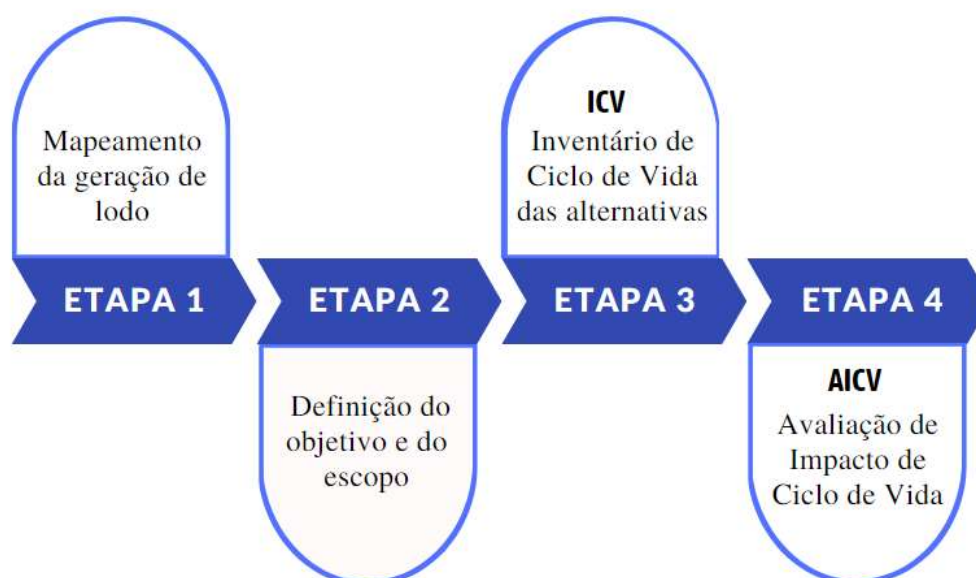 Mapeamento
da geração de
lodo
ETAPA 1
ETAPA 2
Definição do
objetivo e do
escopo
ICV
Inventário de
Ciclo de Vida
das alternativas
ETAPA 3
ETAPA 4
AICV
Avaliação de
Impacto de
Ciclo de Vida